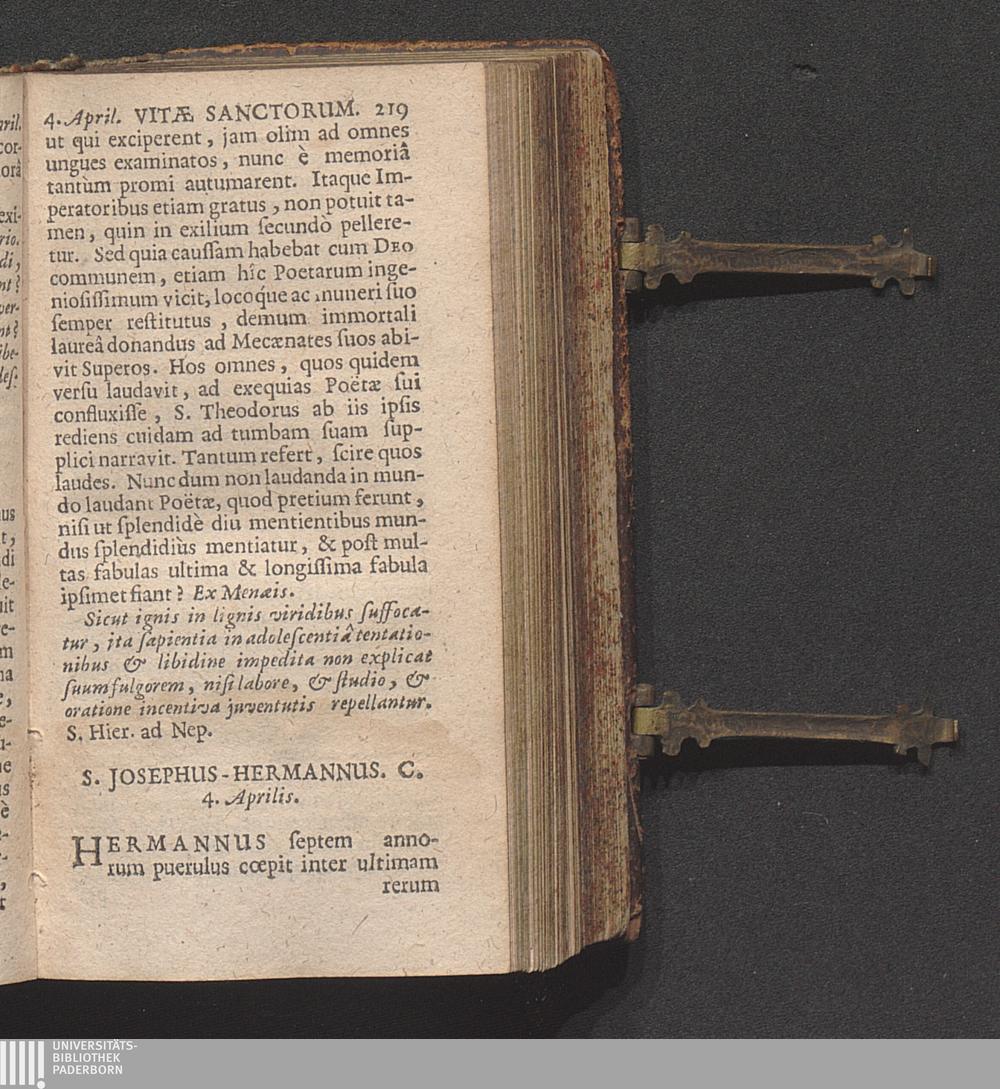 4. April. VITÆ SANCTORUM. 219
ut qui exciperent, jam olim ad omnes
ungues examinatos, nunc è memoriâ
tantùm promi autumarent. Itaque Im-
peratoribus etiam gratus, non potuit ta-
men, quin in exilium ſecundò pellere-
tur. Sed quia cauſſam habebat cum DEO
communem, etiam hîc Poetarum inge-
nioſiſſimum vicit, locoq́ue ac muneri ſuo
ſemper reſtitutus, demum immortali
laureâ donandus ad Mecænates ſuos abi-
vit Superos. Hos omnes, quos quidem
verſu laudavit, ad exequias Poëtæ ſui
confluxiſſe, S. Theodorus ab iis ipſis
rediens cuidam ad tumbam ſuam ſup-
plici narravit. Tantum refert, ſcire quos
laudes. Nunc dum non laudanda in mun-
do laudant Poëtæ, quod pretium ferunt,
niſi ut ſplendidè diu mentientibus mun-
dus ſplendidiùs mentiatur, & poſt mul-
tas fabulas ultima & longiſſima fabula
ipſimet fiant? Ex Menæis.
Sicut ignis in lignis viridibus ſuffoca-
tur, ita ſapientia in adoleſcentiâ tentatio-
nibus & libidine impedita non explicat
ſuum fulgorem, niſi labore, & ſtudio, &
oratione incentiva juventutis repellantur.
S. Hier. ad Nep.
S. JOSEPHUS-HERMANNUS. C.
4. Aprilis.
HERMANNUS ſeptem anno-
rum puerulus cœpit inter ultimam
rerum
UNIVERSITÄTS-
BIBLIOTHEK
PADERBORN